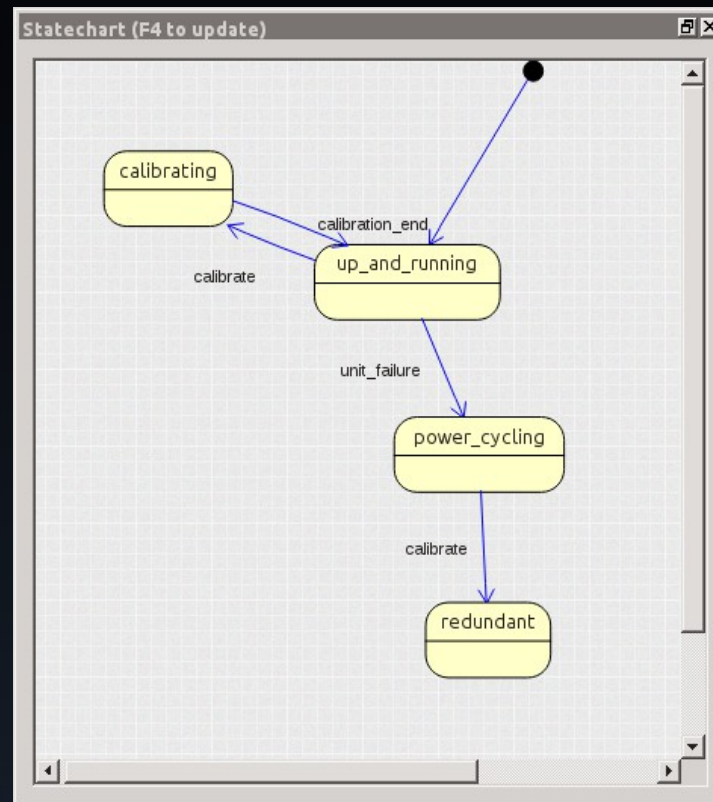 Statechart (F4 to update)
calibrating
calibration_end
up_and_running
calibrate
unit_failure
power_cycling
calibrate
redundant